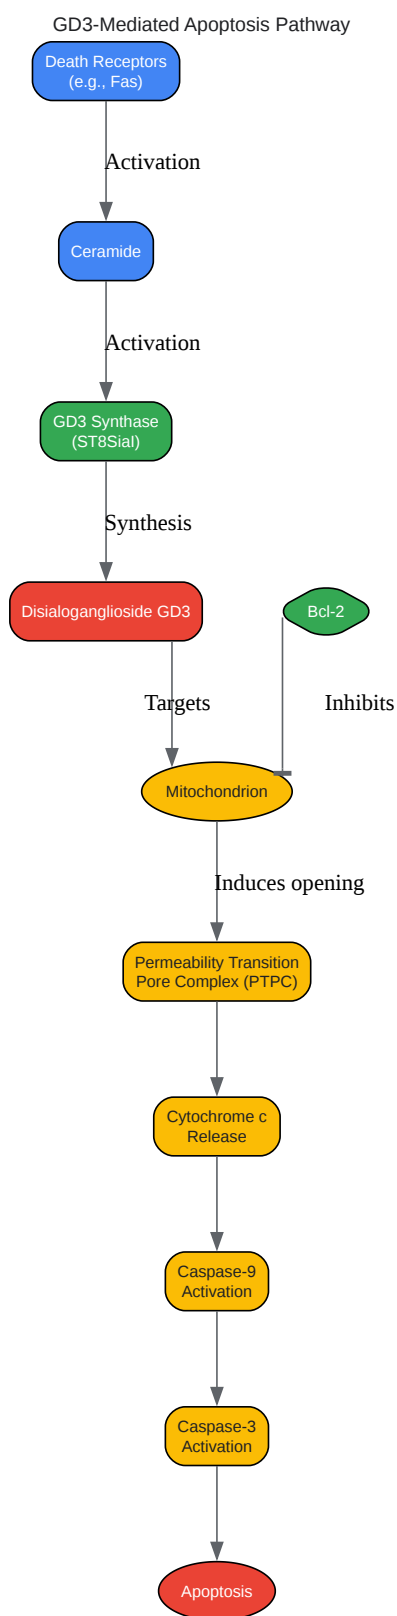 GD3-Mediated Apoptosis Pathway
Death Receptors
(e.g., Fas)
Activation
Ceramide
Activation
GD3 Synthase
(ST8SiaI)
Synthesis
Disialoganglioside GD3
Bcl-2
Targets
Inhibits
Mitochondrion
Induces opening
Permeability Transition
Pore Complex (PTPC)
Cytochrome c
Release
Caspase-9
Activation
Caspase-3
Activation
Apoptosis